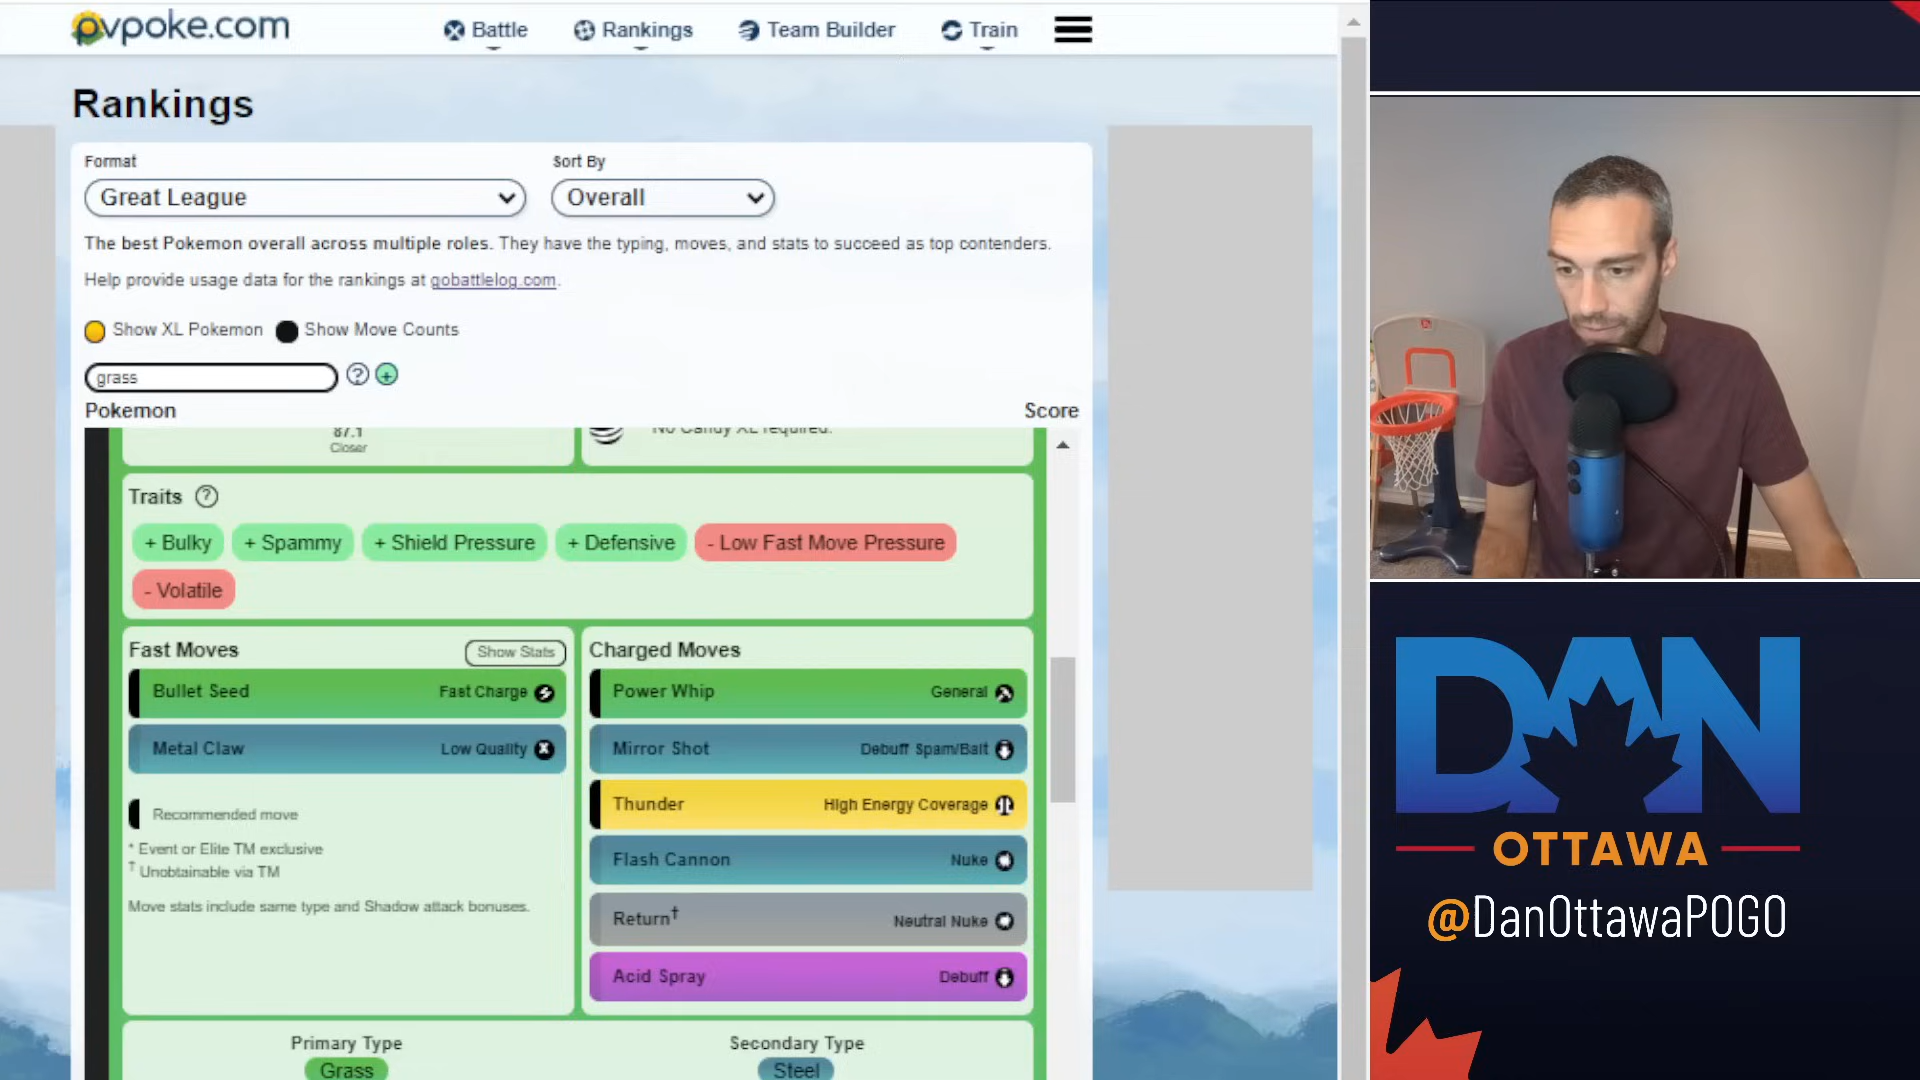 pvpoke.com
Battle
Rankings
Team Builder
Train
Rankings
Format
Sort By
Great League
Overall
The best Pokemon overall across multiple roles. They have the typing, moves, and stats to succeed as top contenders.
Help provide usage data for the rankings at gobattlelog.com.
Show XL Pokemon
Show Move Counts
grass
?
+
Pokemon
Score
87.1
Closer
No Candy XL required.
Traits ?
+ Bulky
+ Spammy
+ Shield Pressure
+ Defensive
- Low Fast Move Pressure
- Volatile
Fast Moves
Show Stats
Bullet Seed
Fast Charge
Metal Claw
Low Quality
Recommended move
* Event or Elite TM exclusive
† Unobtainable via TM
Move stats include same type and Shadow attack bonuses.
Charged Moves
Power Whip
General
Mirror Shot
Debuff Spam/Bait
Thunder
High Energy Coverage
Flash Cannon
Nuke
Return†
Neutral Nuke
Acid Spray
Debuff
Primary Type
Grass
Secondary Type
Steel
DAN
OTTAWA
@DanOttawaPOGO